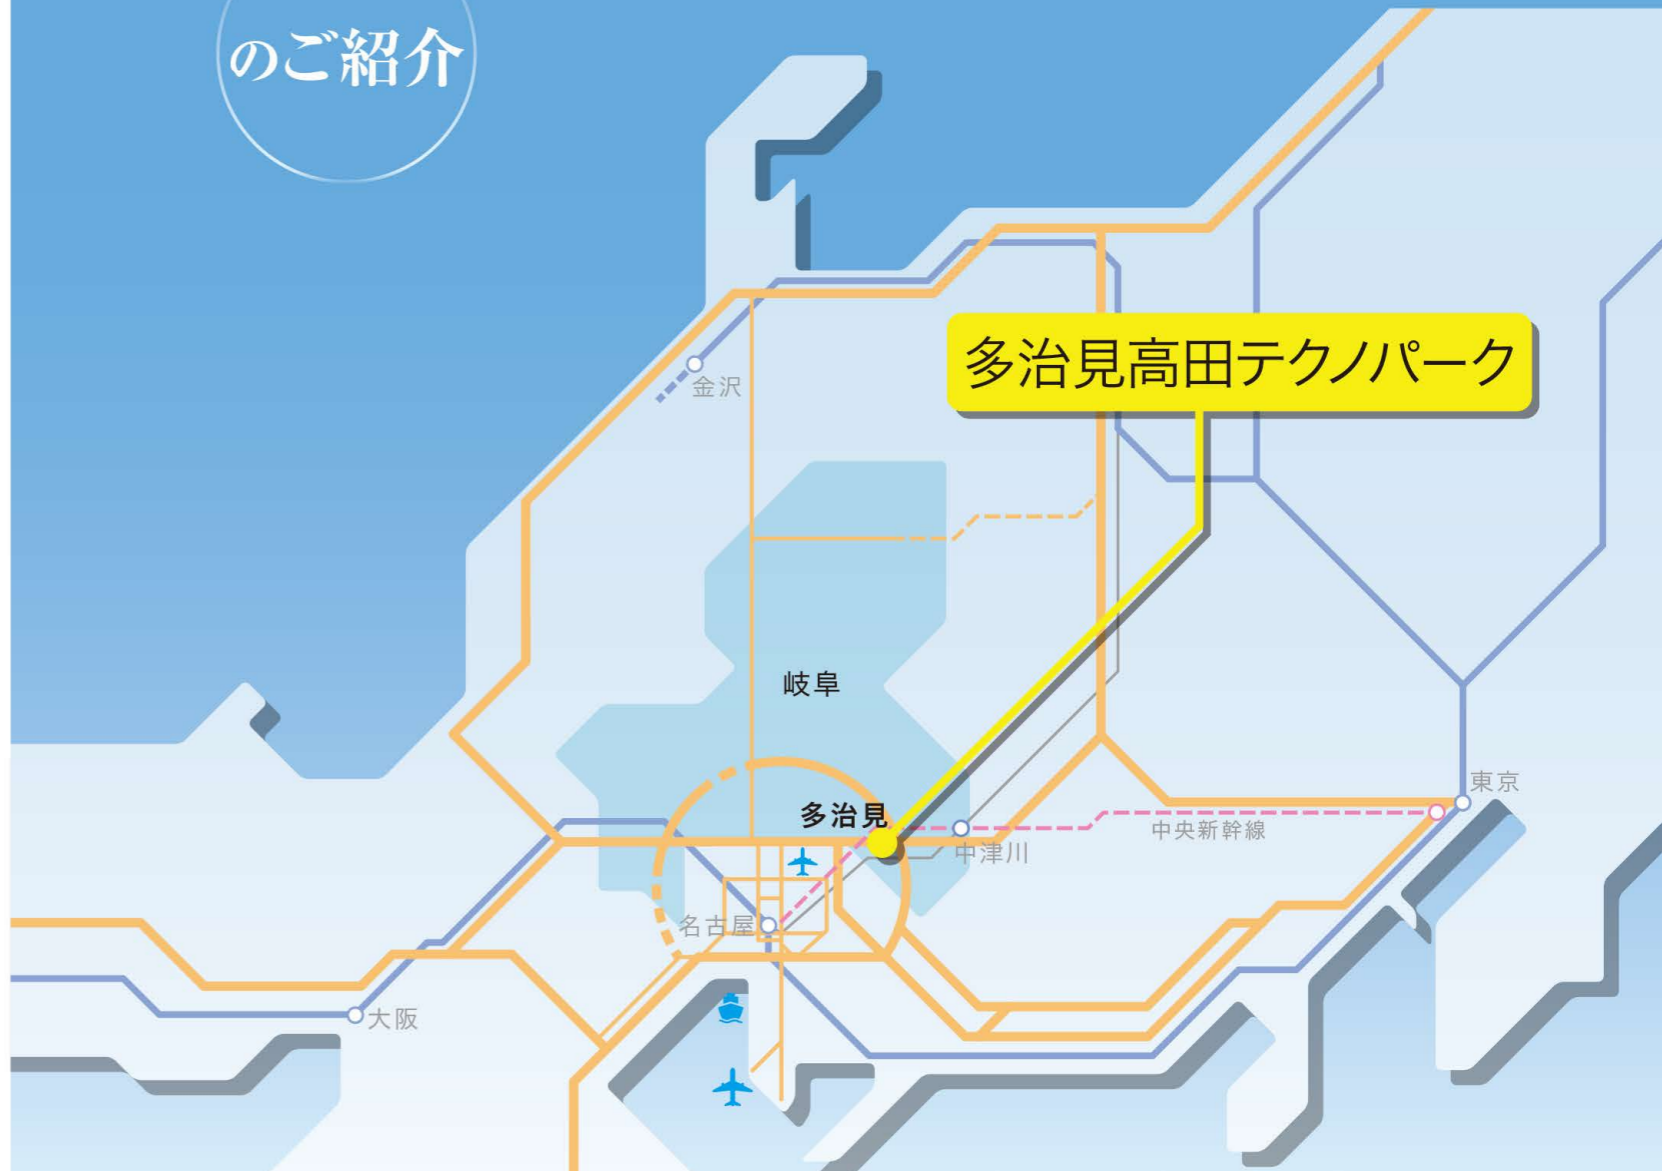 のご紹介
多治見高田テクノパーク
金沢
岐阜
多治見
東京
中央新幹線
中津川
名古屋
大阪